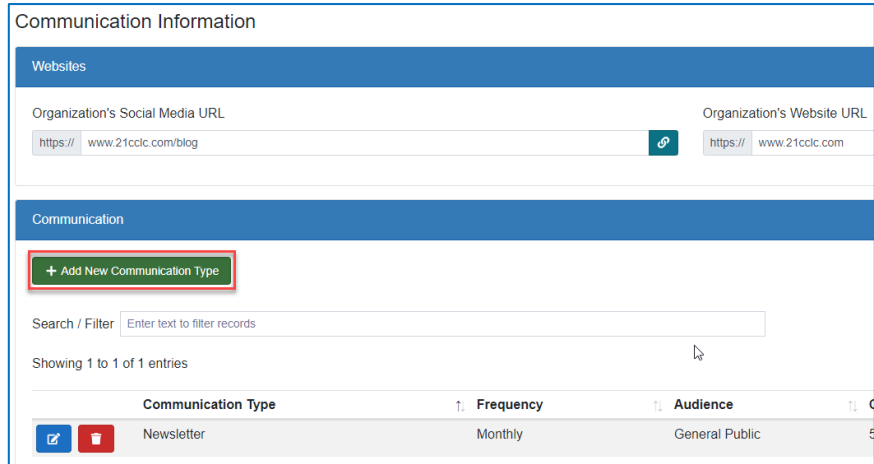 Communication Information
Websites
Organization's Social Media URL
Organization's Website URL
https:// www.21cclc.com/blog
https:// www.21cclc.com
Communication
+ Add New Communication Type
Search / Filter Enter text to filter records
Showing 1 to 1 of 1 entries
Communication Type Frequency Audience
Newsletter Monthly General Public